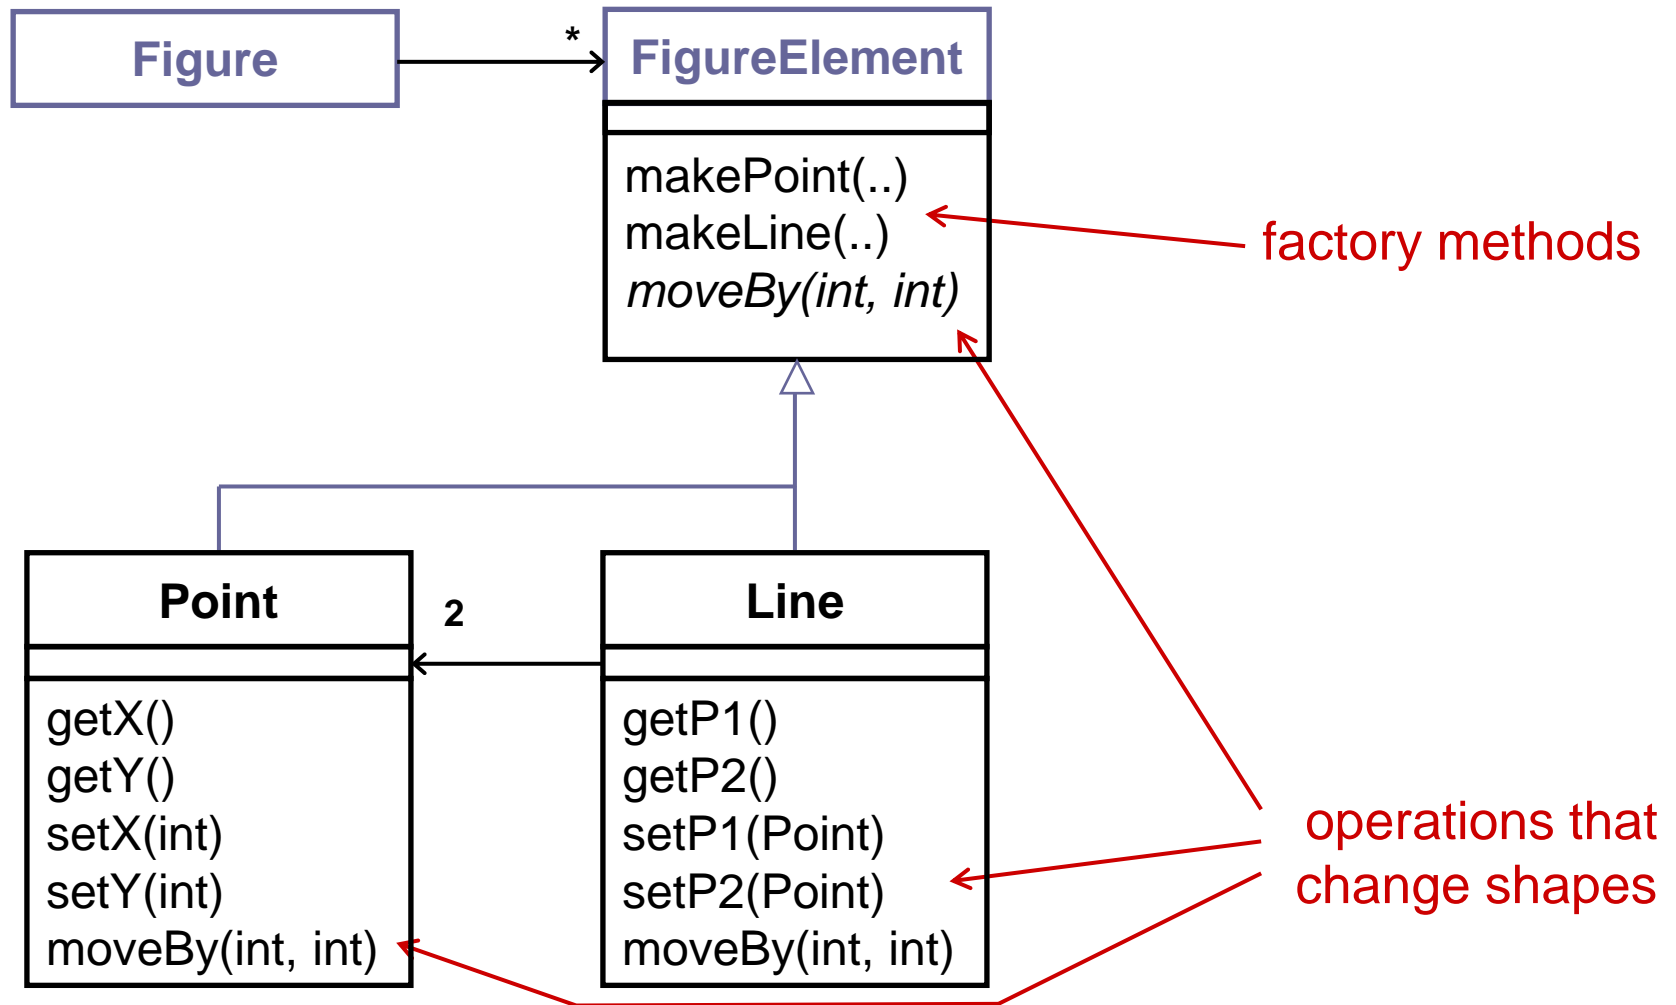 Figure
*
FigureElement
makePoint(..)
makeLine(..)
moveBy(int, int)
factory methods
Point
2
Line
getX()
getY()
setX(int)
setY(int)
moveBy(int, int)
getP1()
getP2()
setP1(Point)
setP2(Point)
moveBy(int, int)
operations that
change shapes